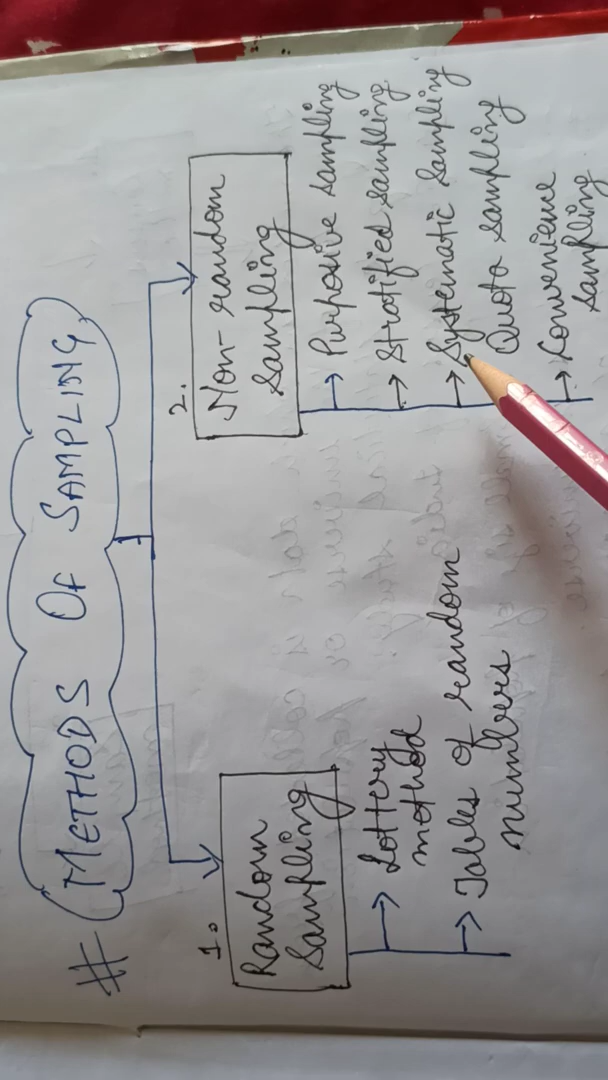 # METHODS OF SAMPLING
1.
Random
Sampling
→ Lottery
method
→ Tables of random
numbers
2.
Non-random
Sampling
→ Purposive sampling
→ Stratified sampling
→ Systematic Sampling
Quota sampling
→ Convenience
sampling